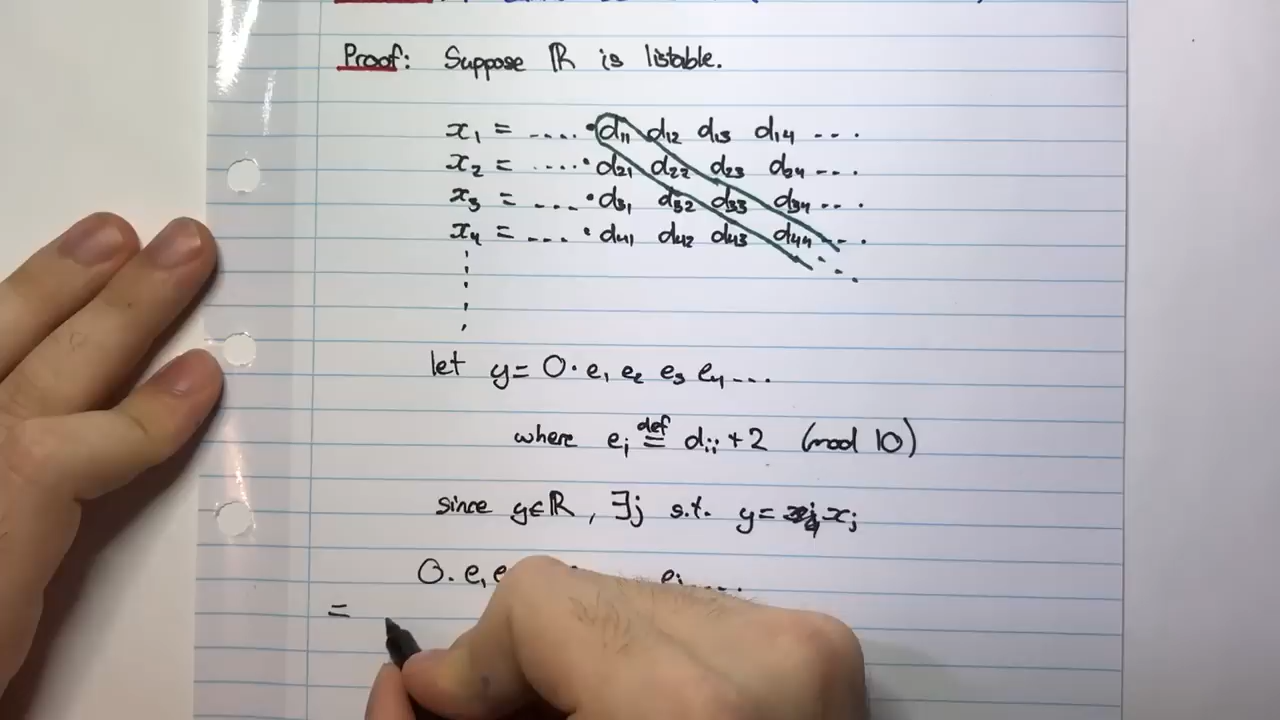 Proof: Suppose ℝ is listable.
x₁ = ....·d₁₁ d₁₂ d₁₃ d₁₄ ...
x₂ = ....·d₂₁ d₂₂ d₂₃ d₂₄ ...
x₃ = ....·d₃₁ d₃₂ d₃₃ d₃₄ ...
x₄ = ....·d₄₁ d₄₂ d₄₃ d₄₄ ...
let y = 0·e₁ e₂ e₃ e₄ ...
where eᵢ ≝ dᵢᵢ + 2 (mod 10)
since y∈ℝ, ∃j s.t. y = xⱼ
0.e₁e
=